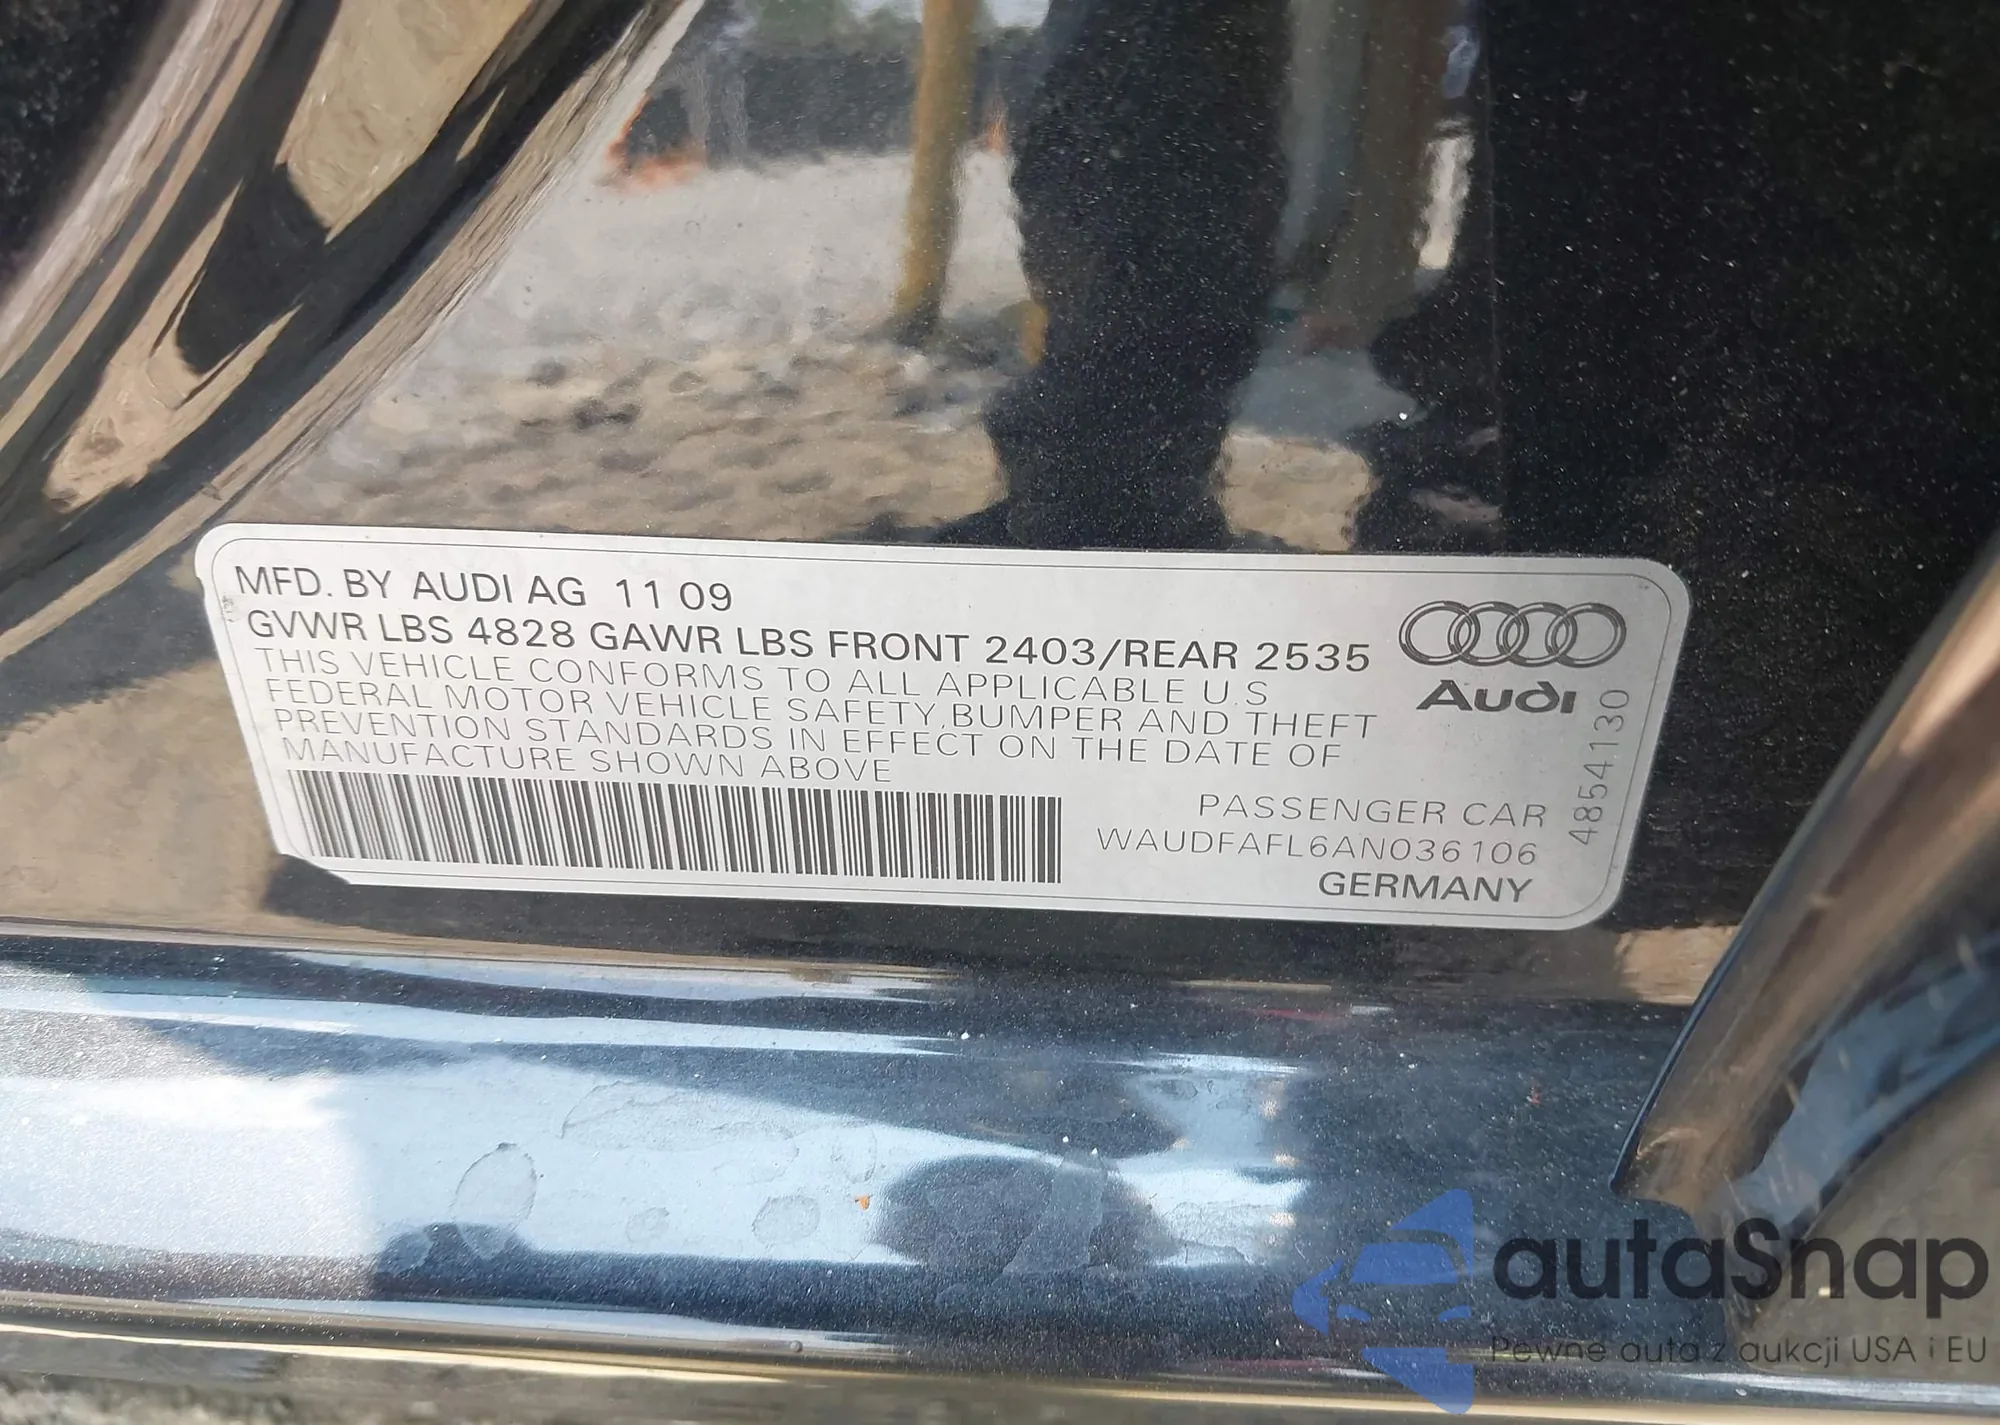 MFD. BY AUDI AG 11 09
GVWR LBS 4828 GAWR LBS FRONT 2403/REAR 2535
THIS VEHICLE CONFORMS TO ALL APPLICABLE U.S
FEDERAL MOTOR VEHICLE SAFETY, BUMPER AND THEFT
PREVENTION STANDARDS IN EFFECT ON THE DATE OF
MANUFACTURE SHOWN ABOVE
Audi
4854130
PASSENGER CAR
WAUDFAFL6AN036106
GERMANY
autaSnap
Pewne auta z aukcji USA i EU